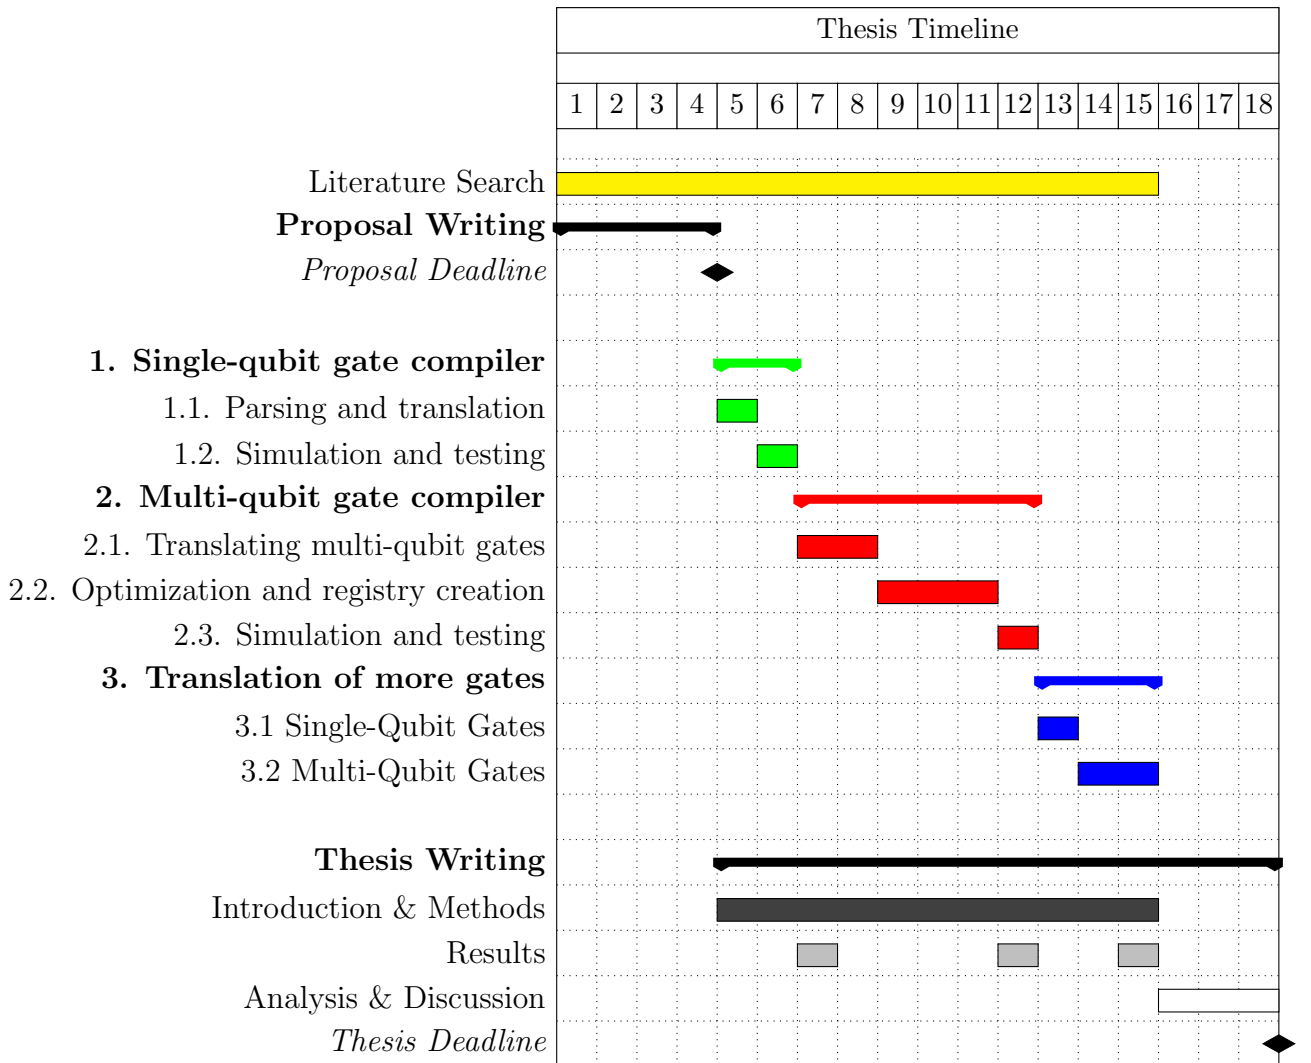 Thesis Timeline
1 2 3 4 5 6 7 8 9 10 11 12 13 14 15 16 17 18
Literature Search
Proposal Writing
Proposal Deadline
1. Single-qubit gate compiler
1.1. Parsing and translation
1.2. Simulation and testing
2. Multi-qubit gate compiler
2.1. Translating multi-qubit gates
2.2. Optimization and registry creation
2.3. Simulation and testing
3. Translation of more gates
3.1 Single-Qubit Gates
3.2 Multi-Qubit Gates
Thesis Writing
Introduction & Methods
Results
Analysis & Discussion
Thesis Deadline